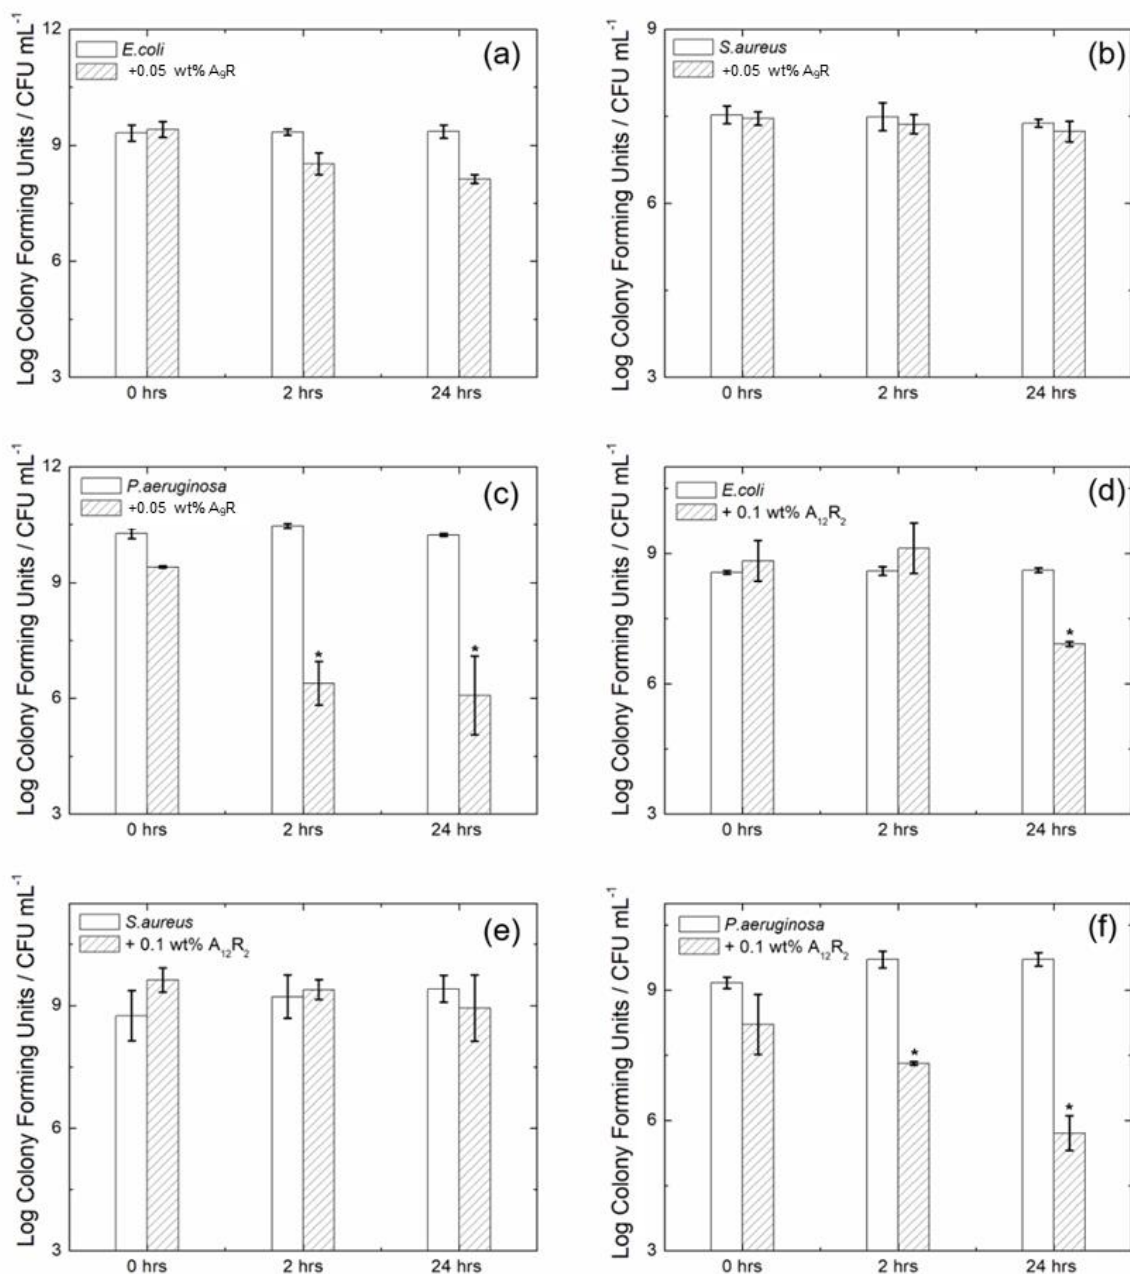 Log Colony Forming Units / CFU mL⁻¹
12
9
6
3
E.coli
+0.05 wt% A₉R
(a)
0 hrs 2 hrs 24 hrs
Log Colony Forming Units / CFU mL⁻¹
9
6
3
S.aureus
+0.05 wt% A₉R
(b)
0 hrs 2 hrs 24 hrs
Log Colony Forming Units / CFU mL⁻¹
12
9
6
3
P.aeruginosa
+0.05 wt% A₉R
(c)
* *
0 hrs 2 hrs 24 hrs
Log Colony Forming Units / CFU mL⁻¹
9
6
3
E.coli
+ 0.1 wt% A₁₂R₂
(d)
*
0 hrs 2 hrs 24 hrs
Log Colony Forming Units / CFU mL⁻¹
9
6
3
S.aureus
+ 0.1 wt% A₁₂R₂
(e)
0 hrs 2 hrs 24 hrs
Log Colony Forming Units / CFU mL⁻¹
9
6
3
P.aeruginosa
+ 0.1 wt% A₁₂R₂
(f)
* *
0 hrs 2 hrs 24 hrs